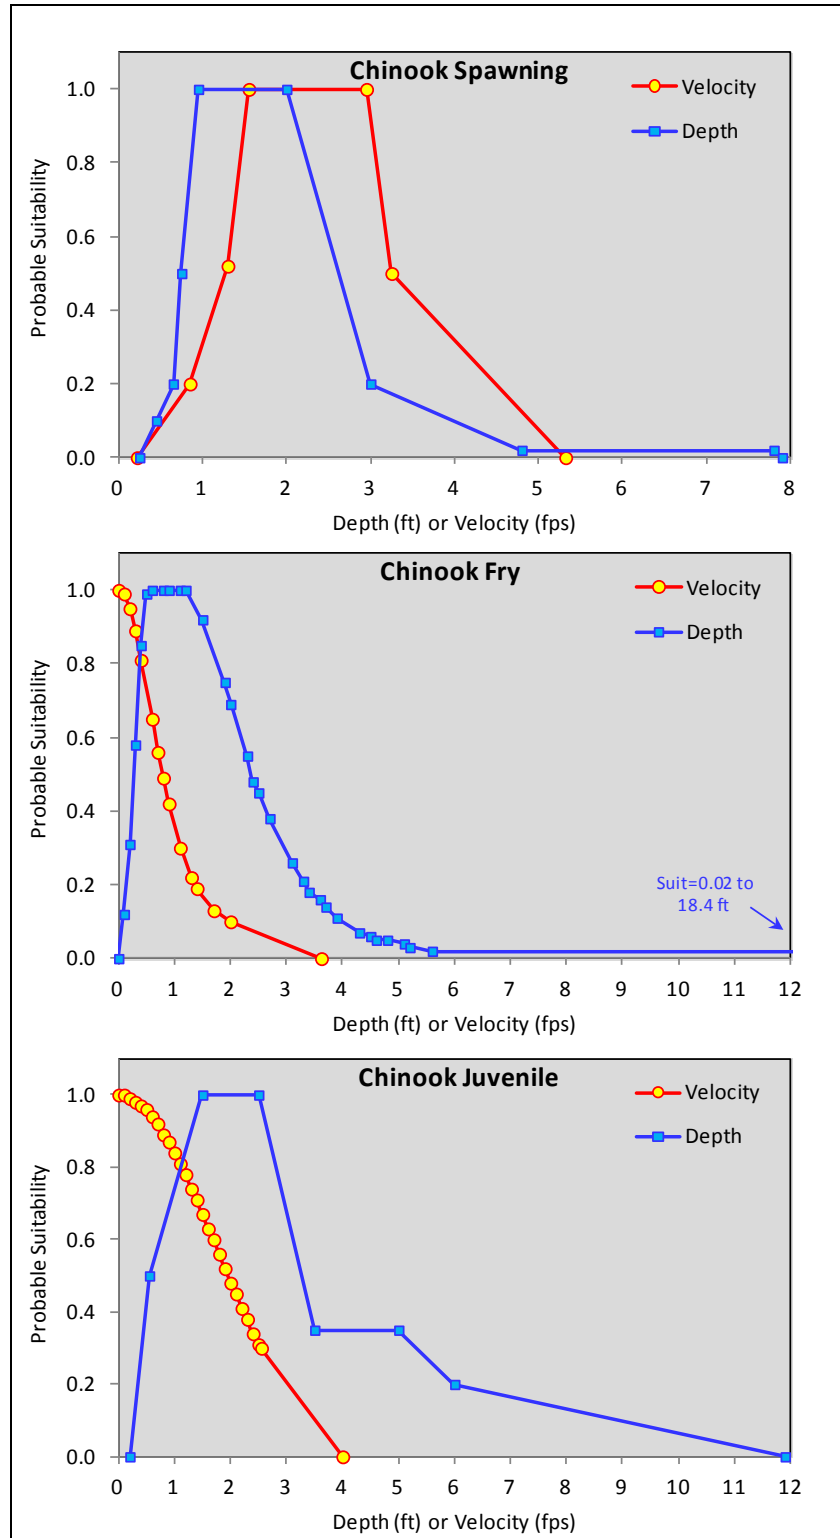 Chinook Spawning
Velocity
Depth
1.0
0.8
0.6
0.4
0.2
0.0
Probable Suitability
0 1 2 3 4 5 6 7 8
Depth (ft) or Velocity (fps)
Chinook Fry
Velocity
Depth
1.0
0.8
0.6
0.4
0.2
0.0
Probable Suitability
Suit=0.02 to
18.4 ft
0 1 2 3 4 5 6 7 8 9 10 11 12
Depth (ft) or Velocity (fps)
Chinook Juvenile
Velocity
Depth
1.0
0.8
0.6
0.4
0.2
0.0
Probable Suitability
0 1 2 3 4 5 6 7 8 9 10 11 12
Depth (ft) or Velocity (fps)